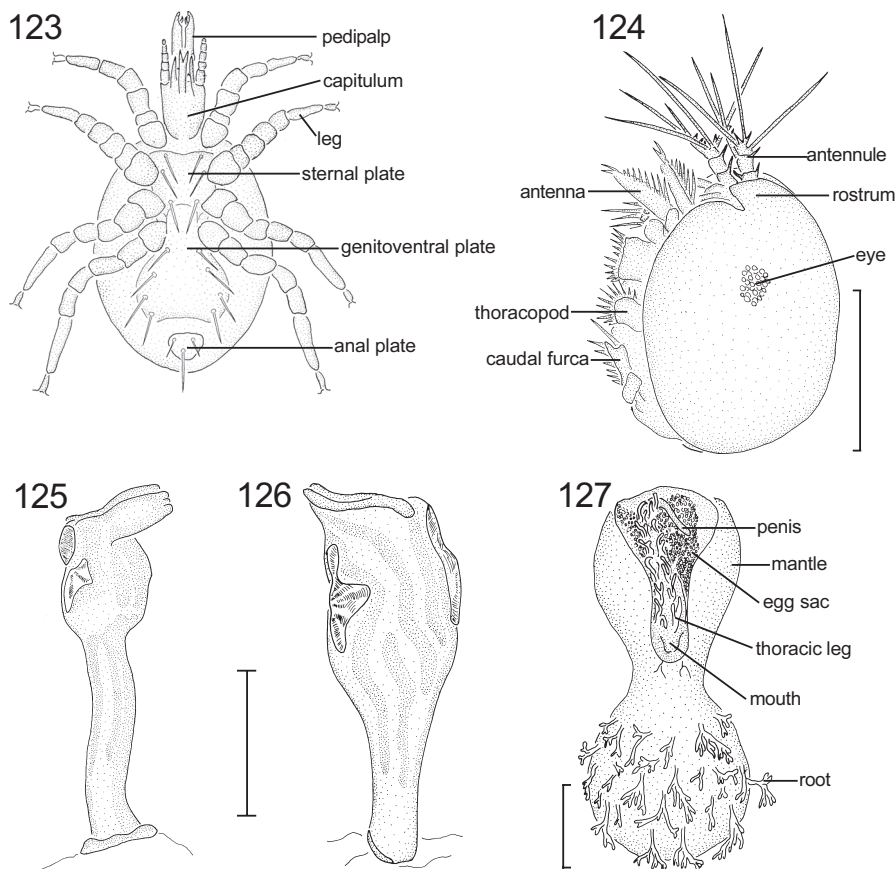 123
pedipalp
capitulum
leg
sternal plate
genitoventral plate
anal plate
124
antennule
antenna
rostrum
eye
thoracopod
caudal furca
125
126
127
penis
mantle
egg sac
thoracic leg
mouth
root